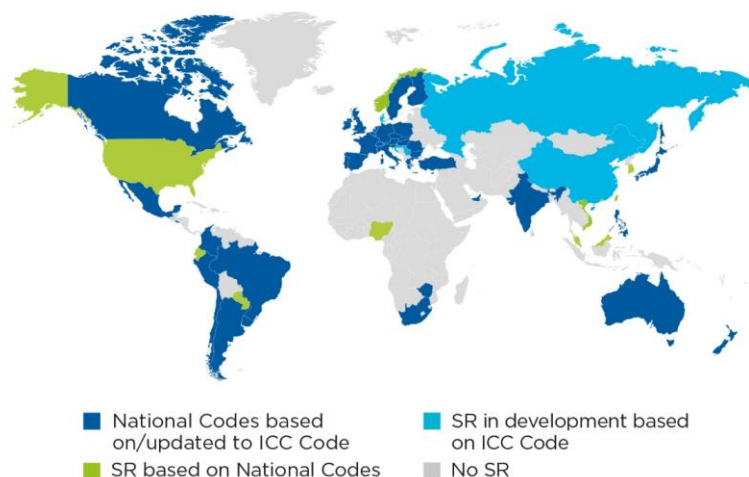 National Codes based
on/updated to ICC Code
SR based on National Codes
SR in development based
on ICC Code
No SR